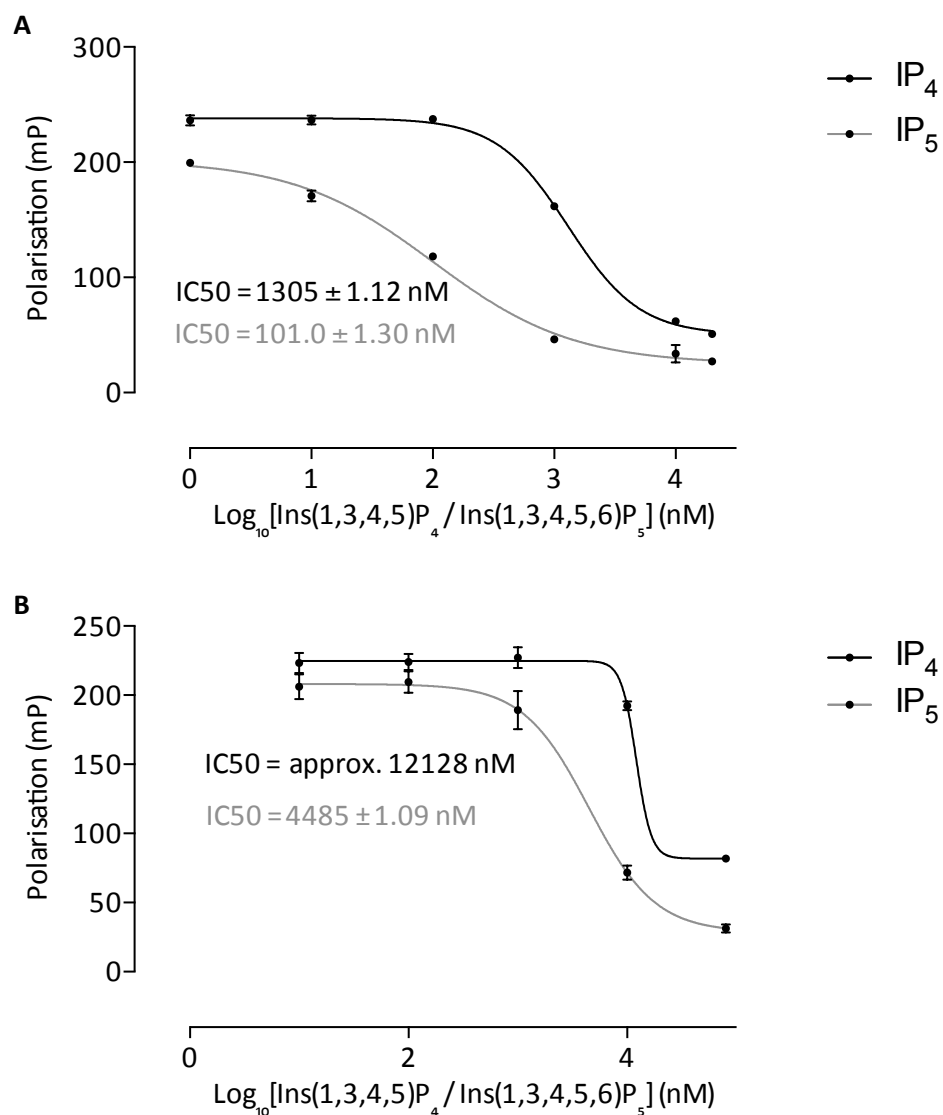 A
300
200
100
0
Polarisation (mP)
IP4
IP5
IC50 = 1305 ± 1.12 nM
IC50 = 101.0 ± 1.30 nM
0 1 2 3 4
Log10[Ins(1,3,4,5)P4 / Ins(1,3,4,5,6)P5] (nM)
B
250
200
150
100
50
0
Polarisation (mP)
IP4
IP5
IC50 = approx. 12128 nM
IC50 = 4485 ± 1.09 nM
0 2 4
Log10[Ins(1,3,4,5)P4 / Ins(1,3,4,5,6)P5] (nM)